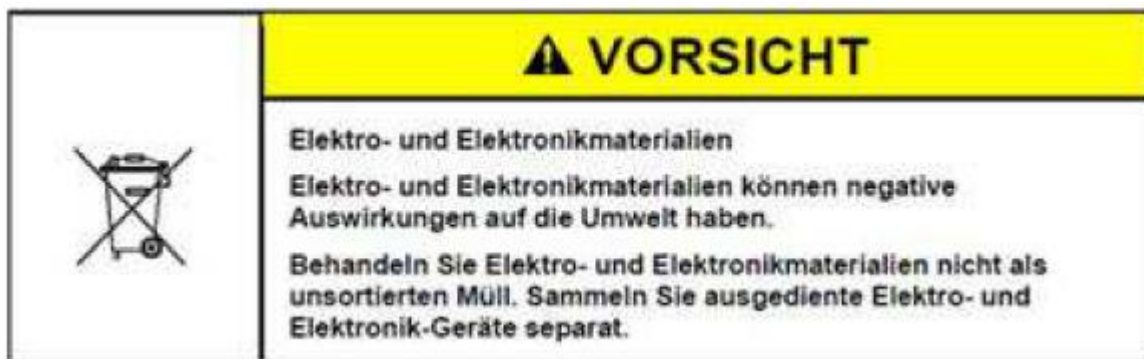 ⚠ VORSICHT
Elektro- und Elektronikmaterialien
Elektro- und Elektronikmaterialien können negative
Auswirkungen auf die Umwelt haben.
Behandeln Sie Elektro- und Elektronikmaterialien nicht als
unsortierten Müll. Sammeln Sie ausgediente Elektro- und
Elektronik-Geräte separat.